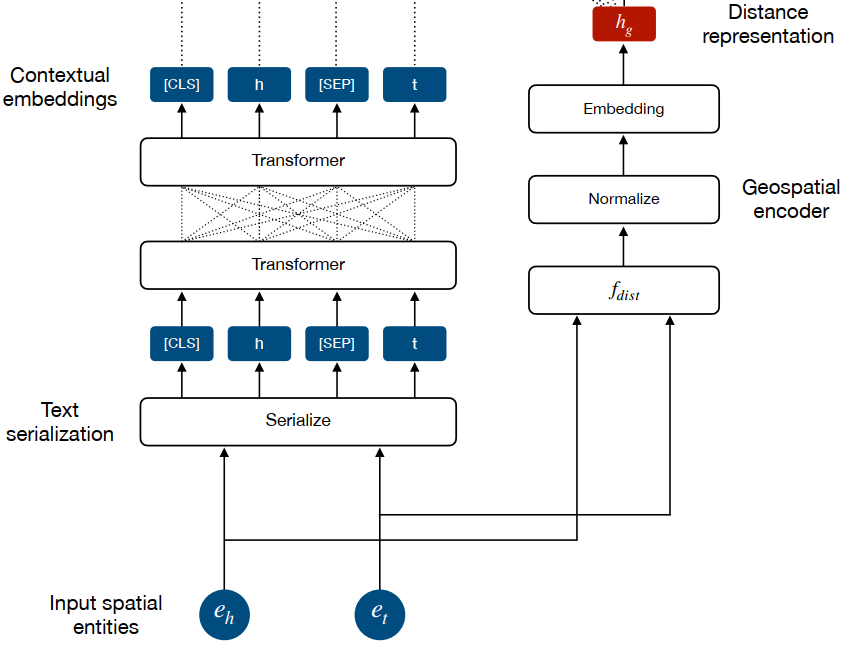 Distance
representation
h_g
Contextual
embeddings
[CLS] h [SEP] t
Embedding
Transformer
Normalize
Geospatial
encoder
Transformer
f_dist
[CLS] h [SEP] t
Text
serialization
Serialize
Input spatial
entities
e_h
e_t